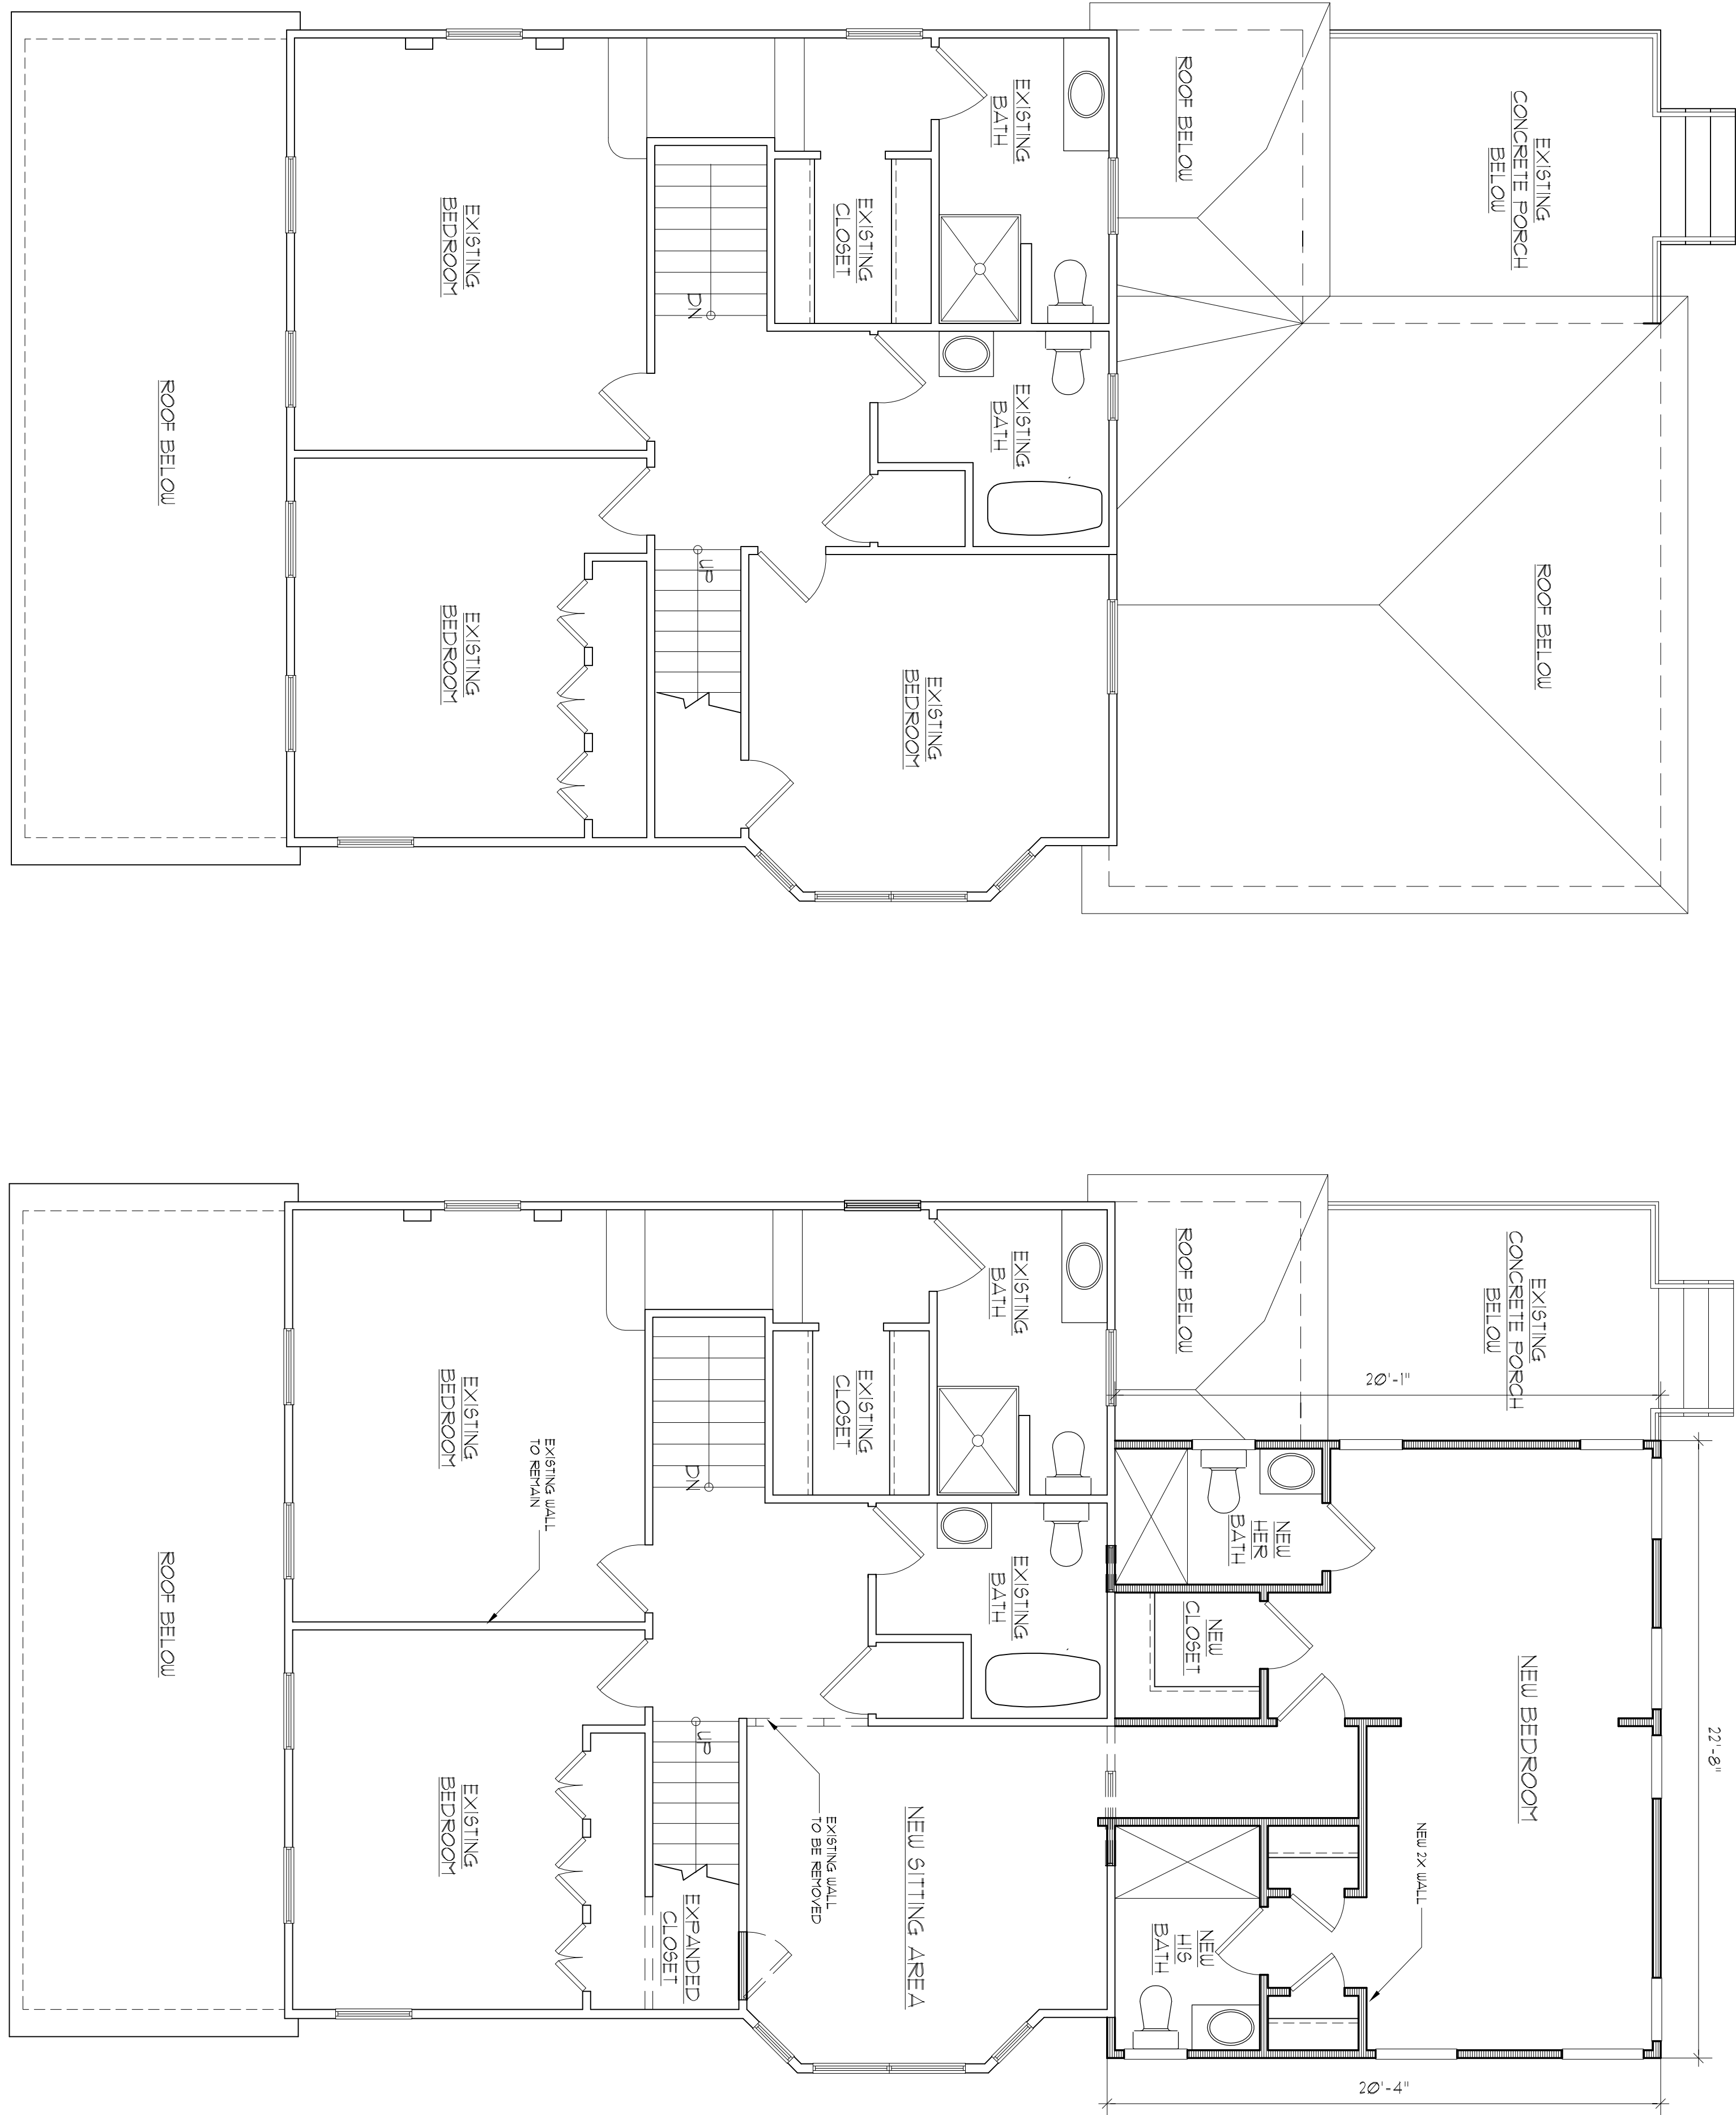 ROOF BELOW
EXISTING
CONCRETE PORCH
BELOW
EXISTING
BATH
EXISTING
CLOSET
EXISTING
BEDROOM
DN
ROOF BELOW
EXISTING
BATH
ROOF BELOW
UP
EXISTING
BEDROOM
EXISTING
BEDROOM
ROOF BELOW
EXISTING
CONCRETE PORCH
BELOW
20'-1"
EXISTING
BATH
EXISTING
CLOSET
EXISTING
BEDROOM
DN
EXISTING WALL
TO REMAIN
ROOF BELOW
EXISTING
BATH
NEW
HER
BATH
NEW
CLOSET
NEW BEDROOM
22'-8"
UP
EXISTING
BEDROOM
EXISTING WALL
TO BE REMOVED
NEW SITTING AREA
EXPANDED
CLOSET
NEW 2X WALL
NEW
HIS
BATH
20'-4"